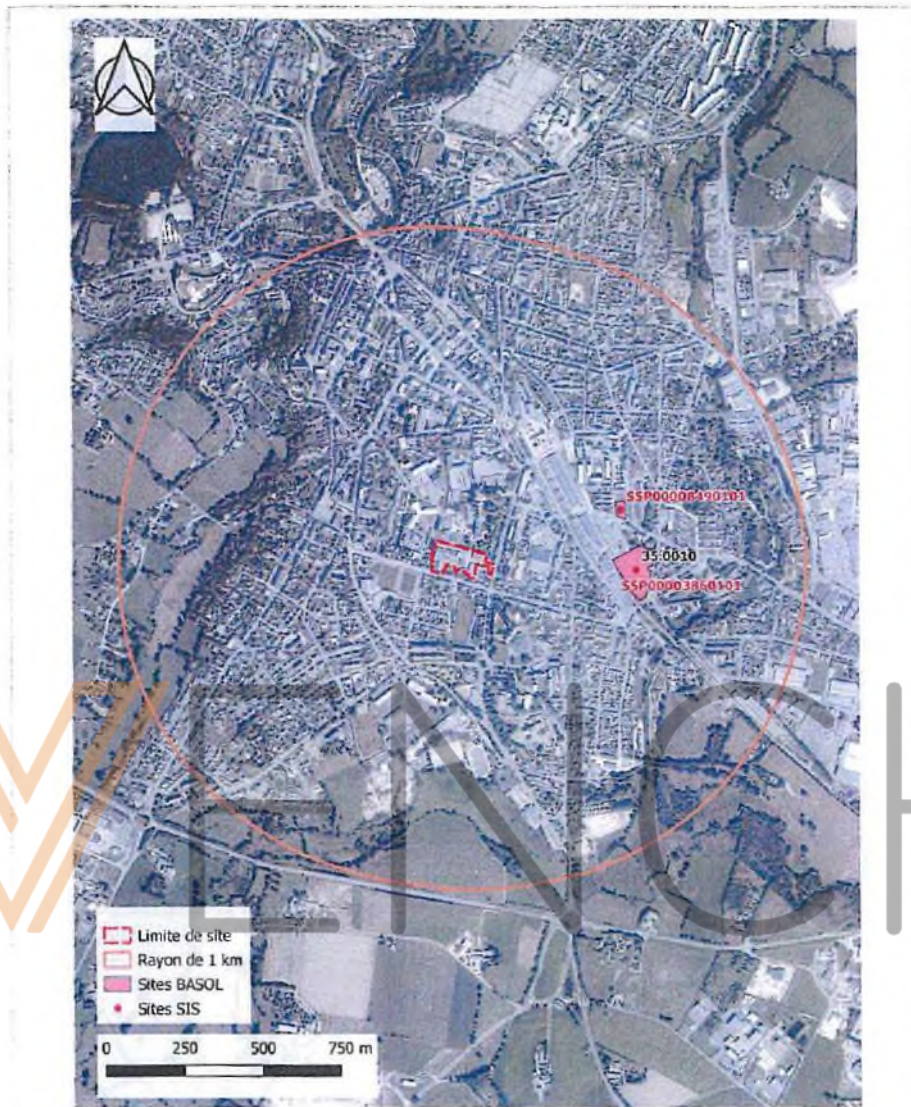 SSP00008490101
35.0010
SSP00003860101
MENCH
Limite de site
Rayon de 1 km
Sites BASOL
Sites SIS
0 250 500 750 m